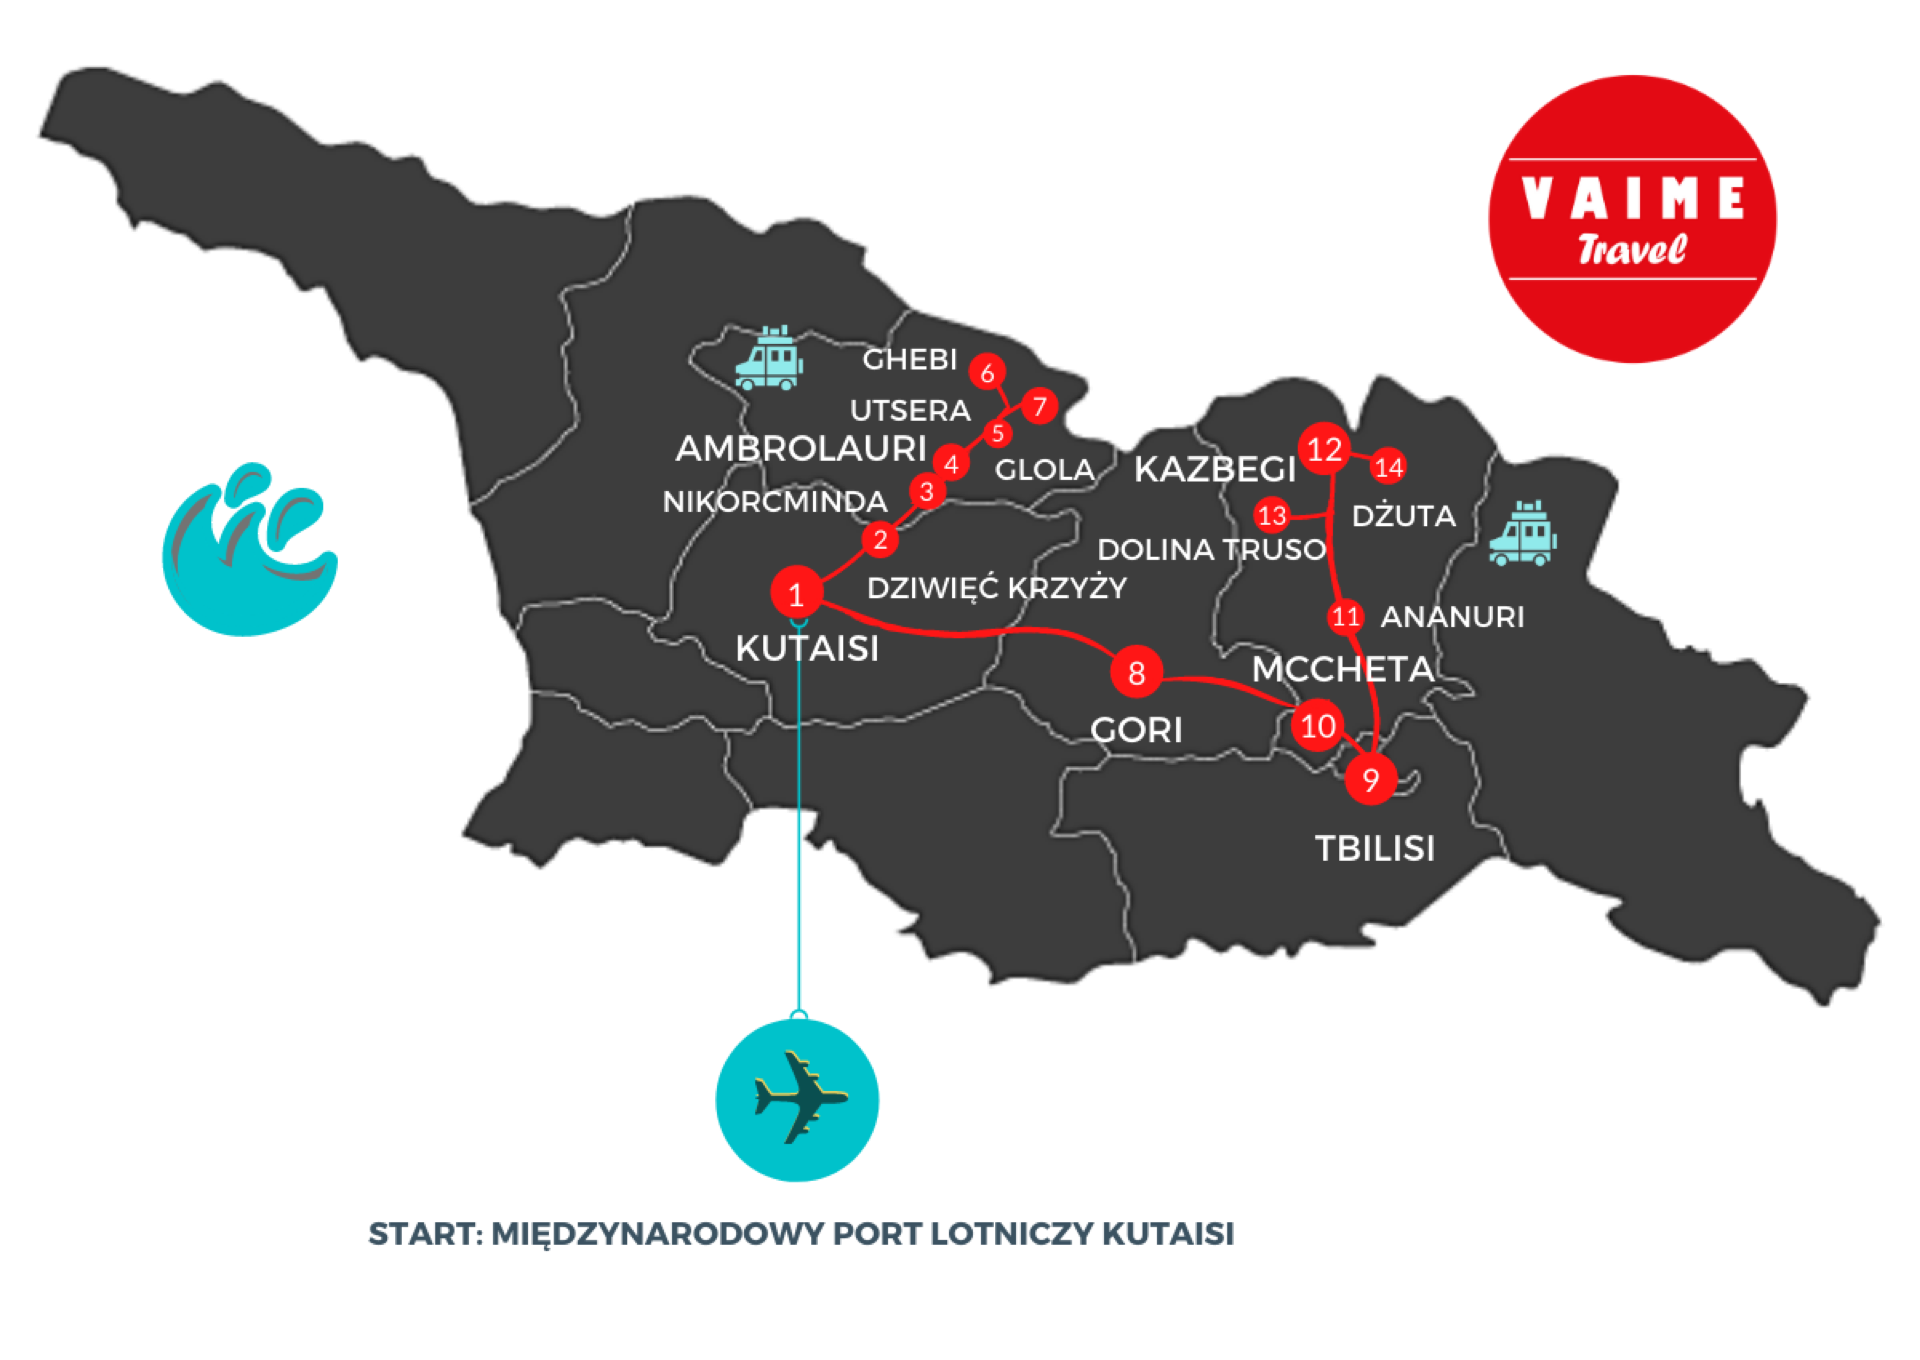 VAIME
Travel
GHEBI
6
UTSERA
7
5
AMBROLAURI
4
GLOLA
NIKORCMINDA
3
2
DZIWIĘĆ KRZYŻY
1
KUTAISI
KAZBEGI
12
14
13
DŻUTA
DOLINA TRUSO
11
ANANURI
MCCHETA
8
GORI
10
9
TBILISI
START: MIĘDZYNARODOWY PORT LOTNICZY KUTAISI